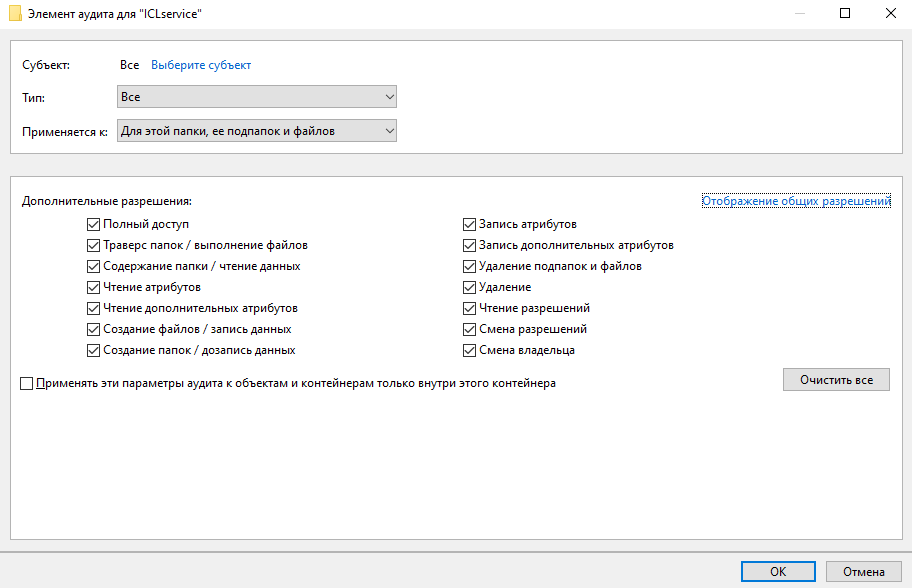 Элемент аудита для "ICLservice"
Субъект: Все Выберите субъект
Тип: Все
Применяется к: Для этой папки, ее подпапок и файлов
Дополнительные разрешения: Отображение общих разрешений
Полный доступ Запись атрибутов
Траверс папок / выполнение файлов Запись дополнительных атрибутов
Содержание папки / чтение данных Удаление подпапок и файлов
Чтение атрибутов Удаление
Чтение дополнительных атрибутов Чтение разрешений
Создание файлов / запись данных Смена разрешений
Создание папок / дозапись данных Смена владельца
Применять эти параметры аудита к объектам и контейнерам только внутри этого контейнера Очистить все
ОК Отмена